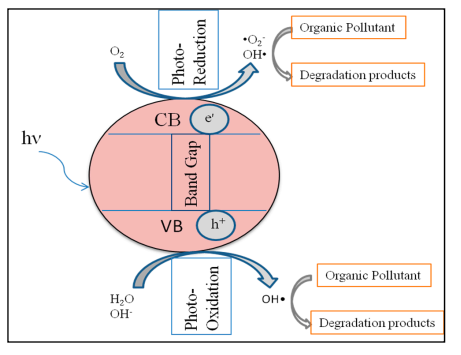 O₂
Photo-
Reduction
•O₂⁻
OH•
Organic Pollutant
Degradation products
CB
e'
hν
Band Gap
VB
h⁺
H₂O
OH⁻
Photo-
Oxidation
OH•
Organic Pollutant
Degradation products